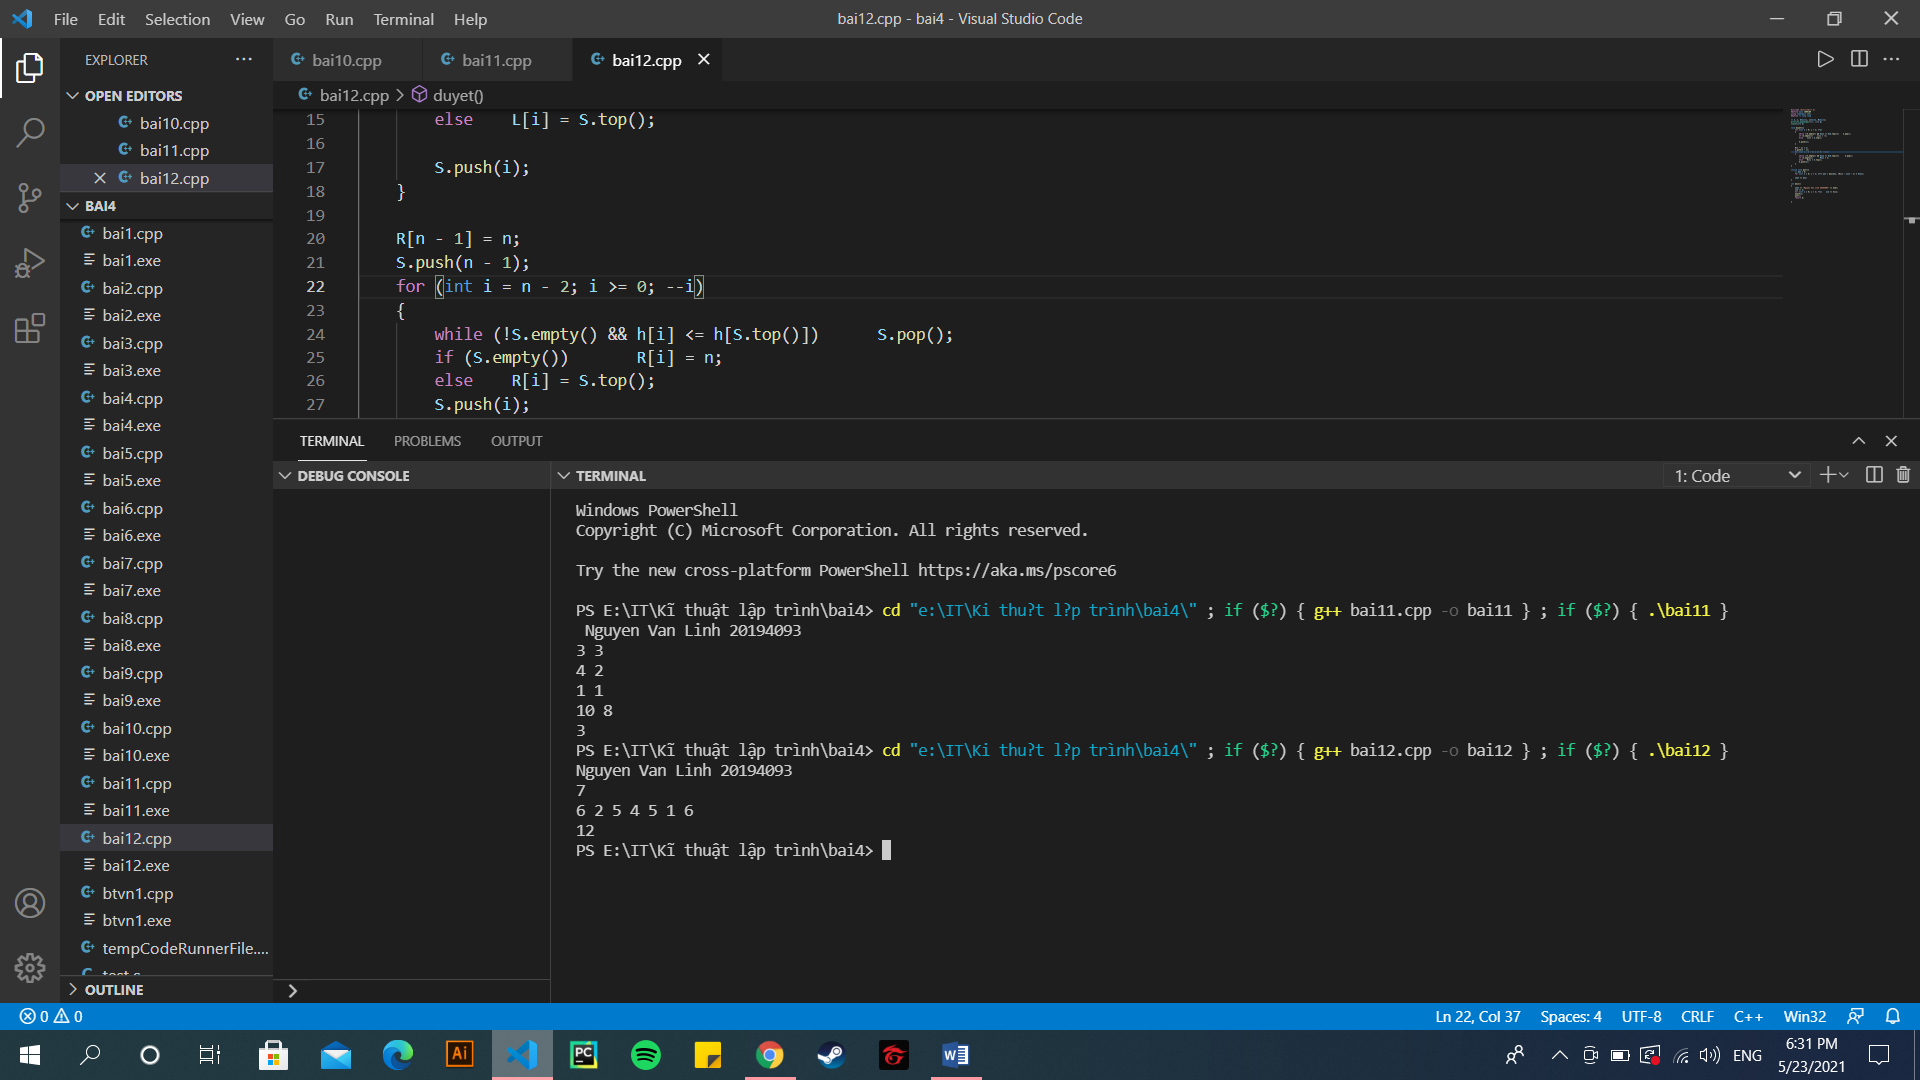 File Edit Selection View Go Run Terminal Help
bai12.cpp - bai4 - Visual Studio Code
EXPLORER
OPEN EDITORS
bai10.cpp
bai11.cpp
bai12.cpp
BAI4
bai1.cpp
bai1.exe
bai2.cpp
bai2.exe
bai3.cpp
bai3.exe
bai4.cpp
bai4.exe
bai5.cpp
bai5.exe
bai6.cpp
bai6.exe
bai7.cpp
bai7.exe
bai8.cpp
bai8.exe
bai9.cpp
bai9.exe
bai10.cpp
bai10.exe
bai11.cpp
bai11.exe
bai12.cpp
bai12.exe
btvn1.cpp
btvn1.exe
tempCodeRunnerFile....
test.c
OUTLINE
bai10.cpp bai11.cpp bai12.cpp
bai12.cpp > duyet()
15 else L[i] = S.top();
16
17 S.push(i);
18 }
19
20 R[n - 1] = n;
21 S.push(n - 1);
22 for (int i = n - 2; i >= 0; --i)
23 {
24 while (!S.empty() && h[i] <= h[S.top()]) S.pop();
25 if (S.empty()) R[i] = n;
26 else R[i] = S.top();
27 S.push(i);
TERMINAL PROBLEMS OUTPUT
DEBUG CONSOLE
TERMINAL
1: Code
Windows PowerShell
Copyright (C) Microsoft Corporation. All rights reserved.
Try the new cross-platform PowerShell https://aka.ms/pscore6
PS E:\IT\Kĩ thuật lập trình\bai4> cd "e:\IT\Ki thu?t l?p trình\bai4\" ; if ($?) { g++ bai11.cpp -o bai11 } ; if ($?) { .\bai11 }
Nguyen Van Linh 20194093
3 3
4 2
1 1
10 8
3
PS E:\IT\Kĩ thuật lập trình\bai4> cd "e:\IT\Ki thu?t l?p trình\bai4\" ; if ($?) { g++ bai12.cpp -o bai12 } ; if ($?) { .\bai12 }
Nguyen Van Linh 20194093
7
6 2 5 4 5 1 6
12
PS E:\IT\Kĩ thuật lập trình\bai4>
0 0
Ln 22, Col 37 Spaces: 4 UTF-8 CRLF C++ Win32
Ai
PC
W
ENG
6:31 PM
5/23/2021